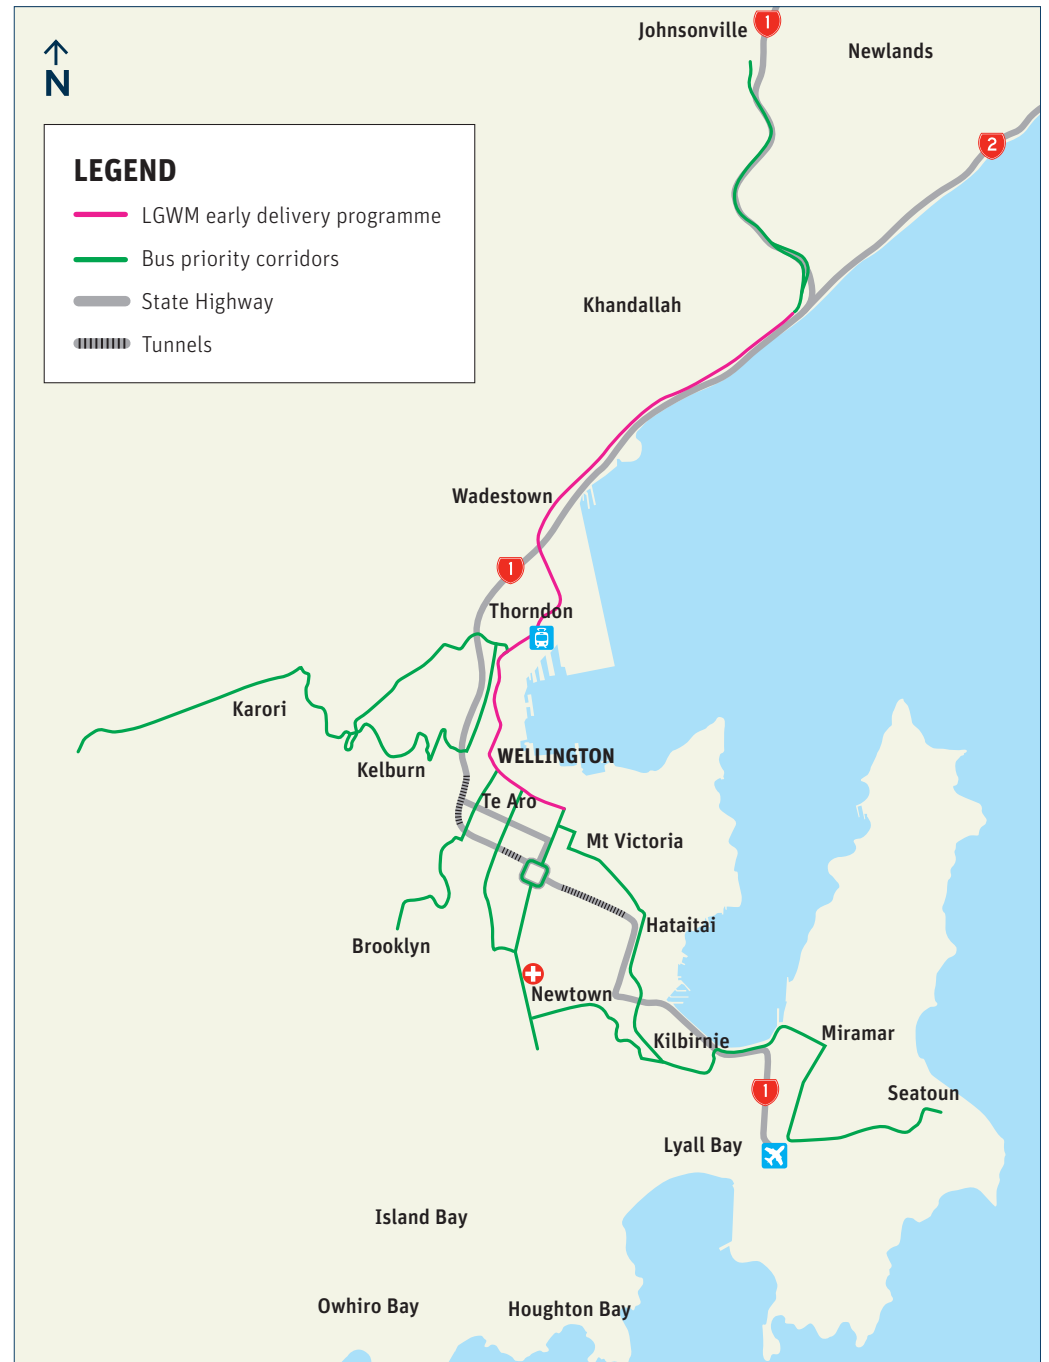 Johnsonville
1
Newlands
N
2
LEGEND
LGWM early delivery programme
Bus priority corridors
State Highway
Tunnels
Khandallah
Wadestown
1
Thorndon
Karori
Kelburn
WELLINGTON
Te Aro
Mt Victoria
Hataitai
Brooklyn
Newtown
Kilbirnie
Miramar
1
Seatoun
Lyall Bay
Island Bay
Owhiro Bay
Houghton Bay